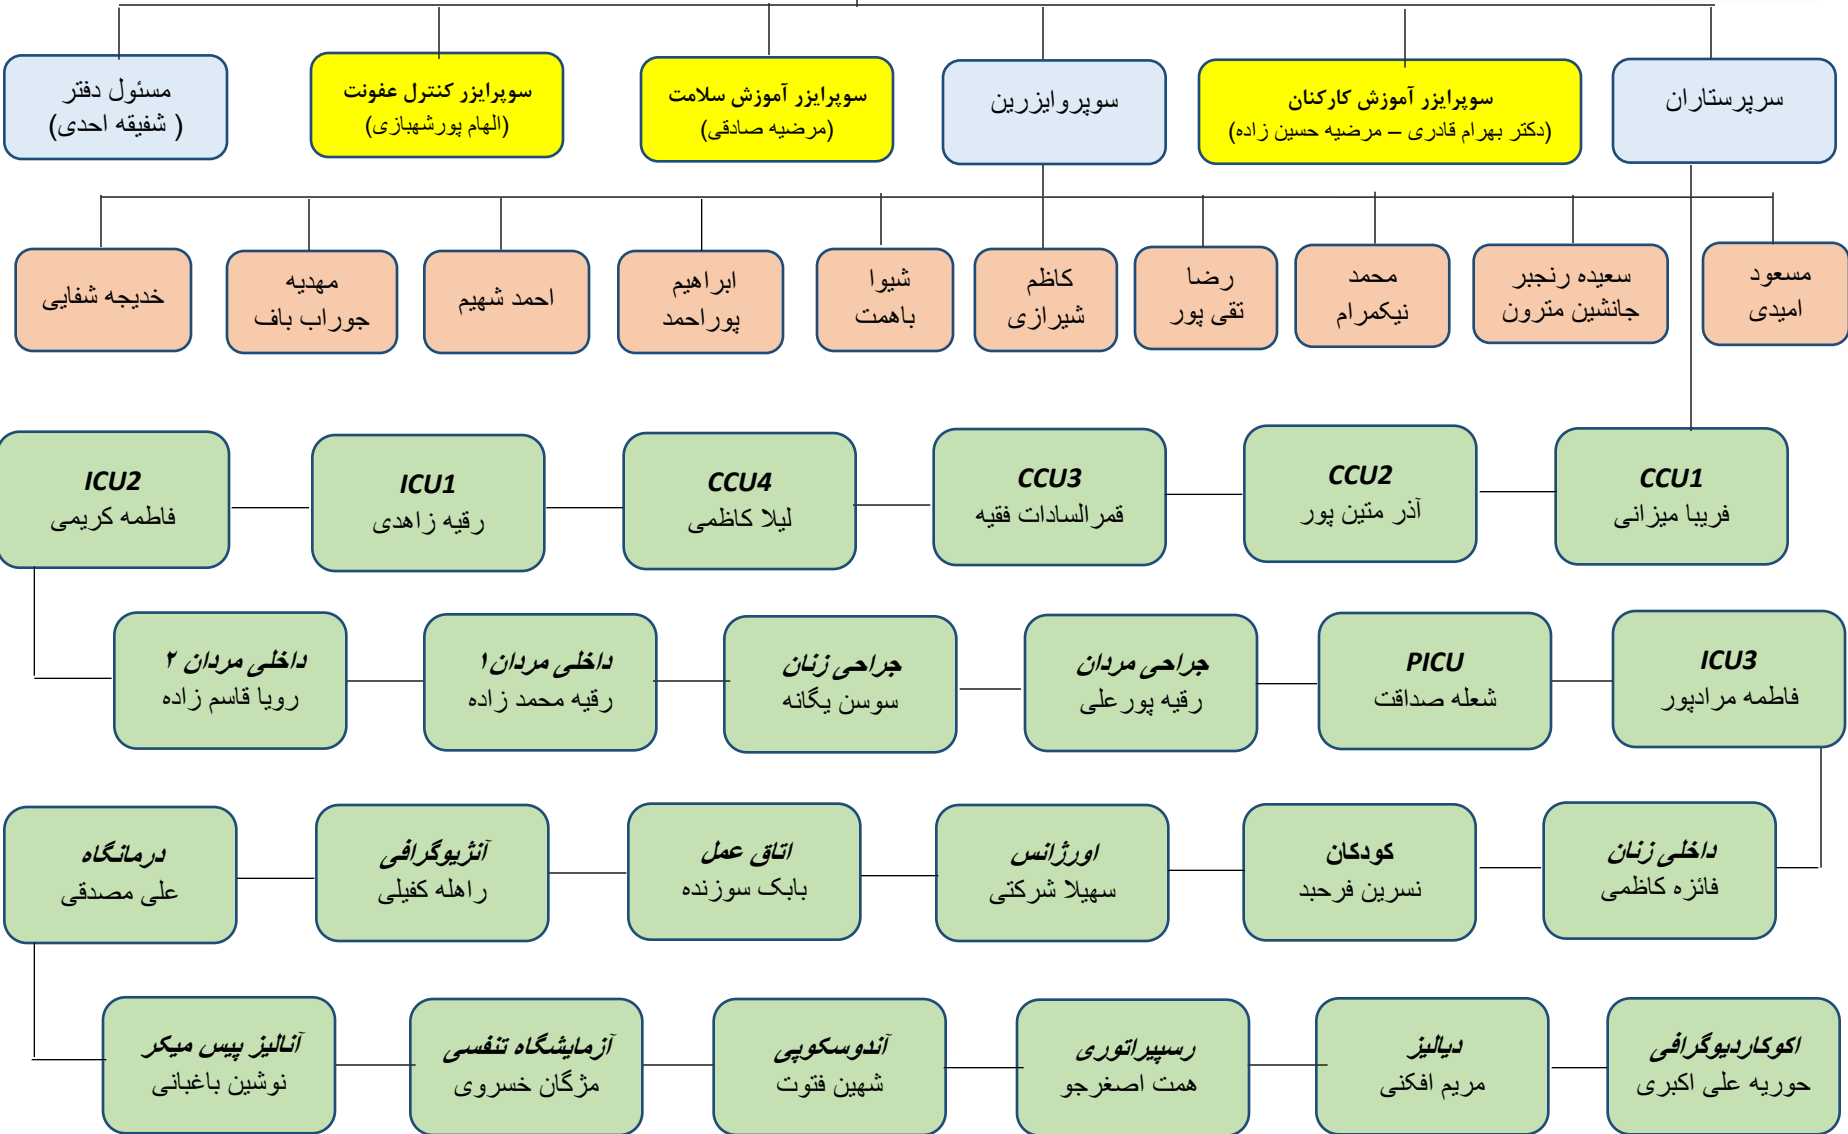 سرپرستاران
سوپرایزر آموزش کارکنان
(دکتر بهرام قادری – مرضیه حسین زاده)
سوپروایزرین
سوپرایزر آموزش سلامت
(مرضیه صادقی)
سوپرایزر کنترل عفونت
(الهام پورشهبازی)
مسئول دفتر
( شفیقه احدی)
مسعود
امیدی
سعیده رنجبر
جانشین مترون
محمد
نیکمرام
رضا
تقی پور
کاظم
شیرازی
شیوا
باهمت
ابراهیم
پوراحمد
احمد شهیم
مهدیه
جوراب باف
خدیجه شفایی
CCU1
فریبا میزانی
CCU2
آذر متین پور
CCU3
قمرالسادات فقیه
CCU4
لیلا کاظمی
ICU1
رقیه زاهدی
ICU2
فاطمه کریمی
ICU3
فاطمه مرادپور
PICU
شعله صداقت
جراحی مردان
رقیه پورعلی
جراحی زنان
سوسن یگانه
داخلی مردان۱
رقیه محمد زاده
داخلی مردان ۲
رویا قاسم زاده
داخلی زنان
فائزه کاظمی
کودکان
نسرین فرحبد
اورژانس
سهیلا شرکتی
اتاق عمل
بابک سوزنده
آنژیوگرافی
راهله کفیلی
درمانگاه
علی مصدقی
اکوکاردیوگرافی
حوریه علی اکبری
دیالیز
مریم افکنی
رسپیراتوری
همت اصغرجو
آندوسکوپی
شهین فتوت
آزمایشگاه تنفسی
مژگان خسروی
آنالیز پیس میکر
نوشین باغبانی